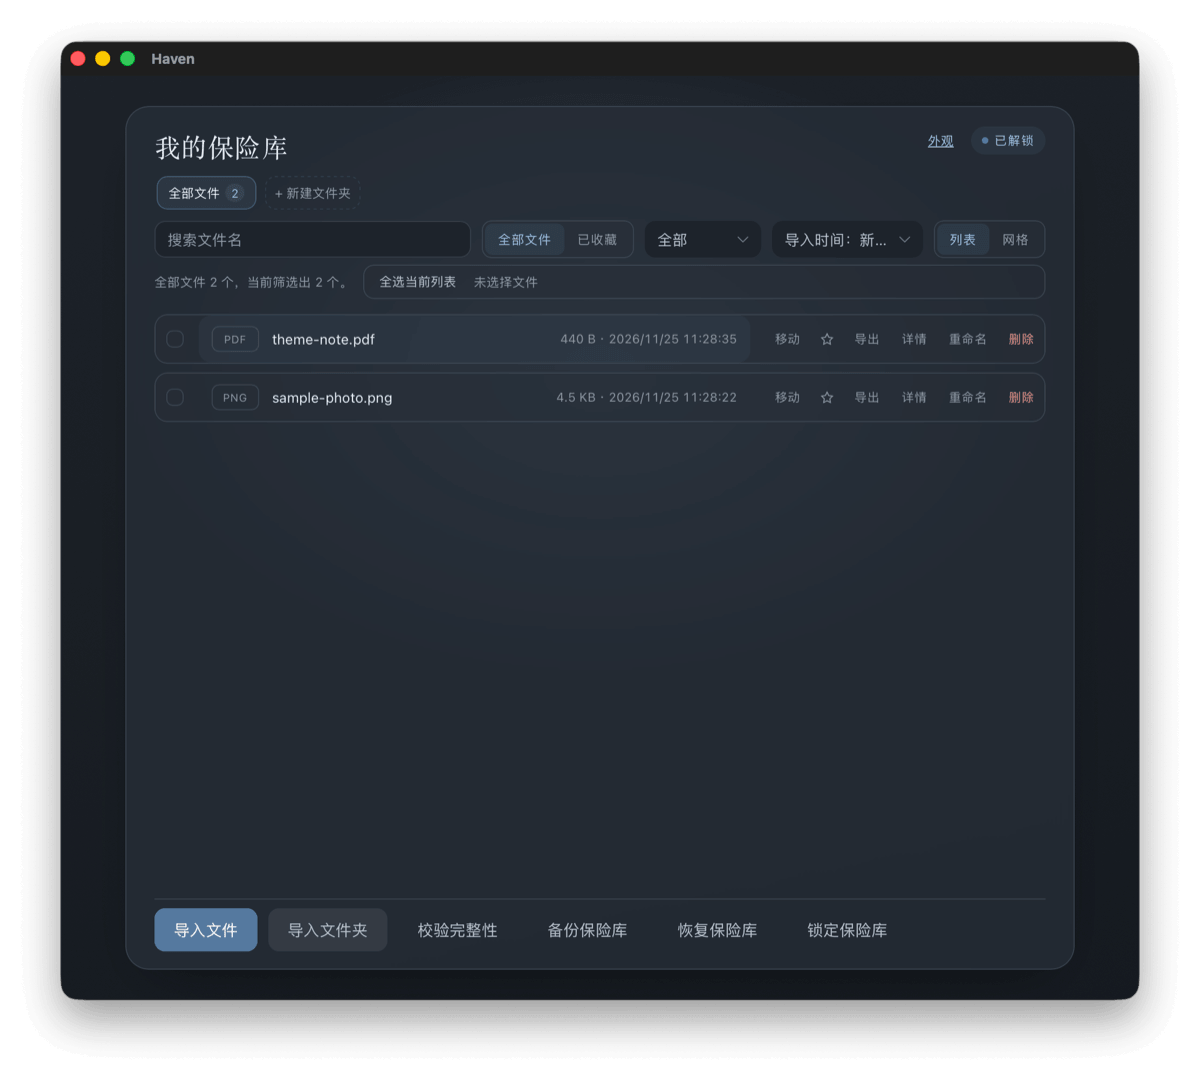 Haven
我的保险库
外观
已解锁
全部文件 2
+ 新建文件夹
搜索文件名
全部文件
已收藏
全部
导入时间：新...
列表
网格
全部文件 2 个，当前筛选出 2 个。
全选当前列表
未选择文件
PDF theme-note.pdf 440 B · 2026/11/25 11:28:35 移动 ☆ 导出 详情 重命名 删除
PNG sample-photo.png 4.5 KB · 2026/11/25 11:28:22 移动 ☆ 导出 详情 重命名 删除
导入文件
导入文件夹
校验完整性
备份保险库
恢复保险库
锁定保险库